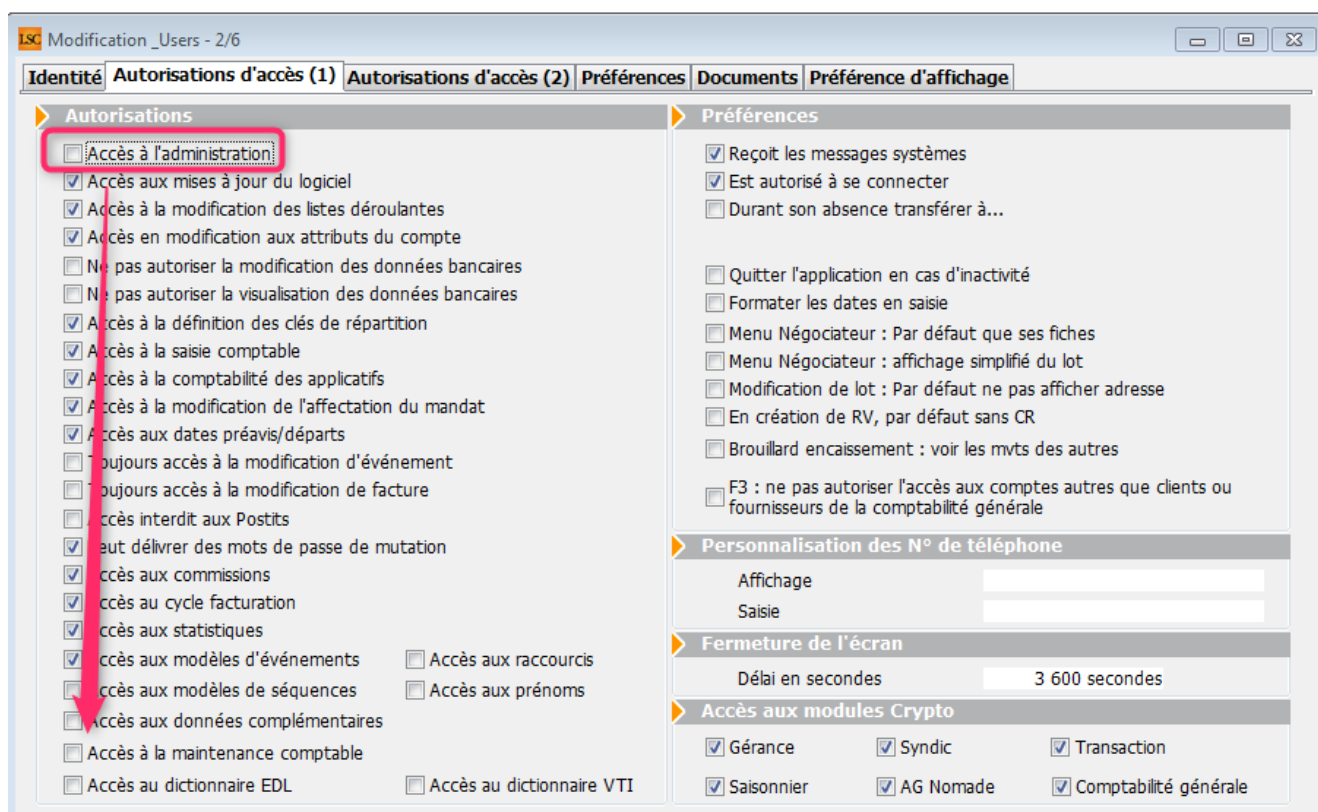 LSC Modification _Users - 2/6
Identité Autorisations d'accès (1) Autorisations d'accès (2) Préférences Documents Préférence d'affichage
Autorisations
Accès à l'administration
Accès aux mises à jour du logiciel
Accès à la modification des listes déroulantes
Accès en modification aux attributs du compte
Ne pas autoriser la modification des données bancaires
Ne pas autoriser la visualisation des données bancaires
Accès à la définition des clés de répartition
Accès à la saisie comptable
Accès à la comptabilité des applicatifs
Accès à la modification de l'affectation du mandat
Accès aux dates préavis/départs
Toujours accès à la modification d'événement
Toujours accès à la modification de facture
Accès interdit aux Postits
Peut délivrer des mots de passe de mutation
Accès aux commissions
Accès au cycle facturation
Accès aux statistiques
Accès aux modèles d'événements Accès aux raccourcis
Accès aux modèles de séquences Accès aux prénoms
Accès aux données complémentaires
Accès à la maintenance comptable
Accès au dictionnaire EDL Accès au dictionnaire VTI
Préférences
Reçoit les messages systèmes
Est autorisé à se connecter
Durant son absence transférer à...
Quitter l'application en cas d'inactivité
Formater les dates en saisie
Menu Négociateur : Par défaut que ses fiches
Menu Négociateur : affichage simplifié du lot
Modification de lot : Par défaut ne pas afficher adresse
En création de RV, par défaut sans CR
Brouillard encaissement : voir les mvts des autres
F3 : ne pas autoriser l'accès aux comptes autres que clients ou
fournisseurs de la comptabilité générale
Personnalisation des N° de téléphone
Affichage
Saisie
Fermeture de l'écran
Délai en secondes 3 600 secondes
Accès aux modules Crypto
Gérance Syndic Transaction
Saisonnier AG Nomade Comptabilité générale